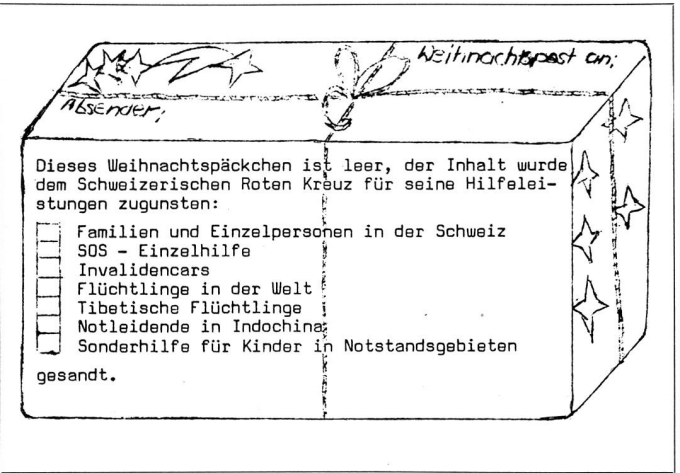 Weihnachtspost an;
Absender;
Dieses Weihnachtspäckchen ist leer, der Inhalt wurde
dem Schweizerischen Roten Kreuz für seine Hilfelei-
stungen zugunsten:
Familien und Einzelpersonen in der Schweiz
SOS - Einzelhilfe
Invalidencars
Flüchtlinge in der Welt
Tibetische Flüchtlinge
Notleidende in Indochina
Sonderhilfe für Kinder in Notstandsgebieten
gesandt.